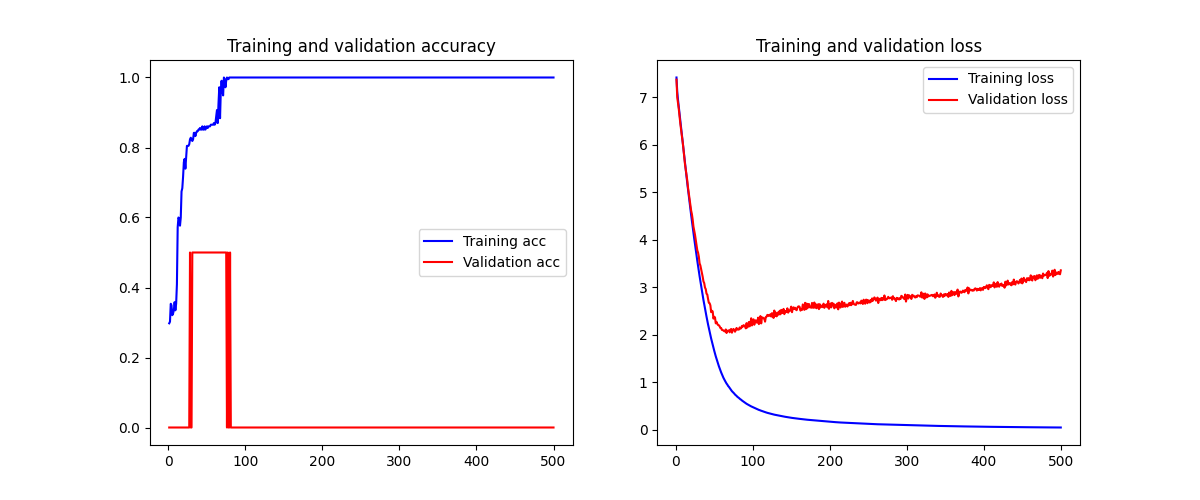 Training and validation accuracy
1.0
0.8
0.6
0.4
0.2
0.0
Training acc
Validation acc
0 100 200 300 400 500
Training and validation loss
7
6
5
4
3
2
1
0
Training loss
Validation loss
0 100 200 300 400 500